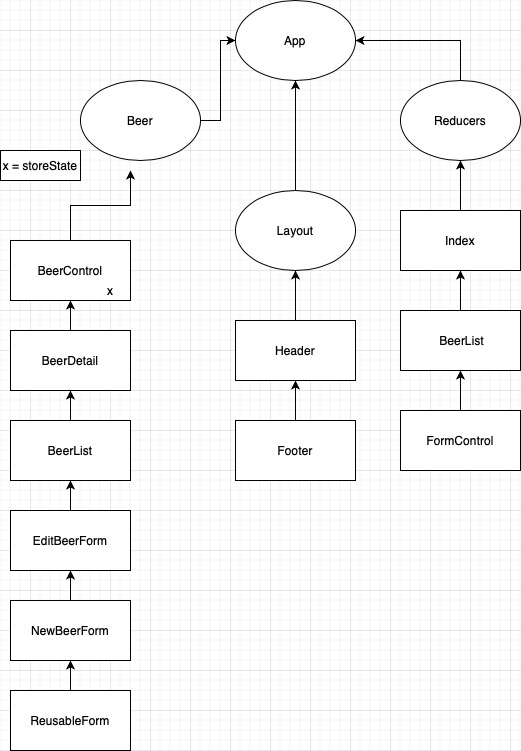 App
Beer
Reducers
x = storeState
Layout
Index
BeerControl
x
BeerList
Header
BeerDetail
FormControl
BeerList
Footer
EditBeerForm
NewBeerForm
ReusableForm